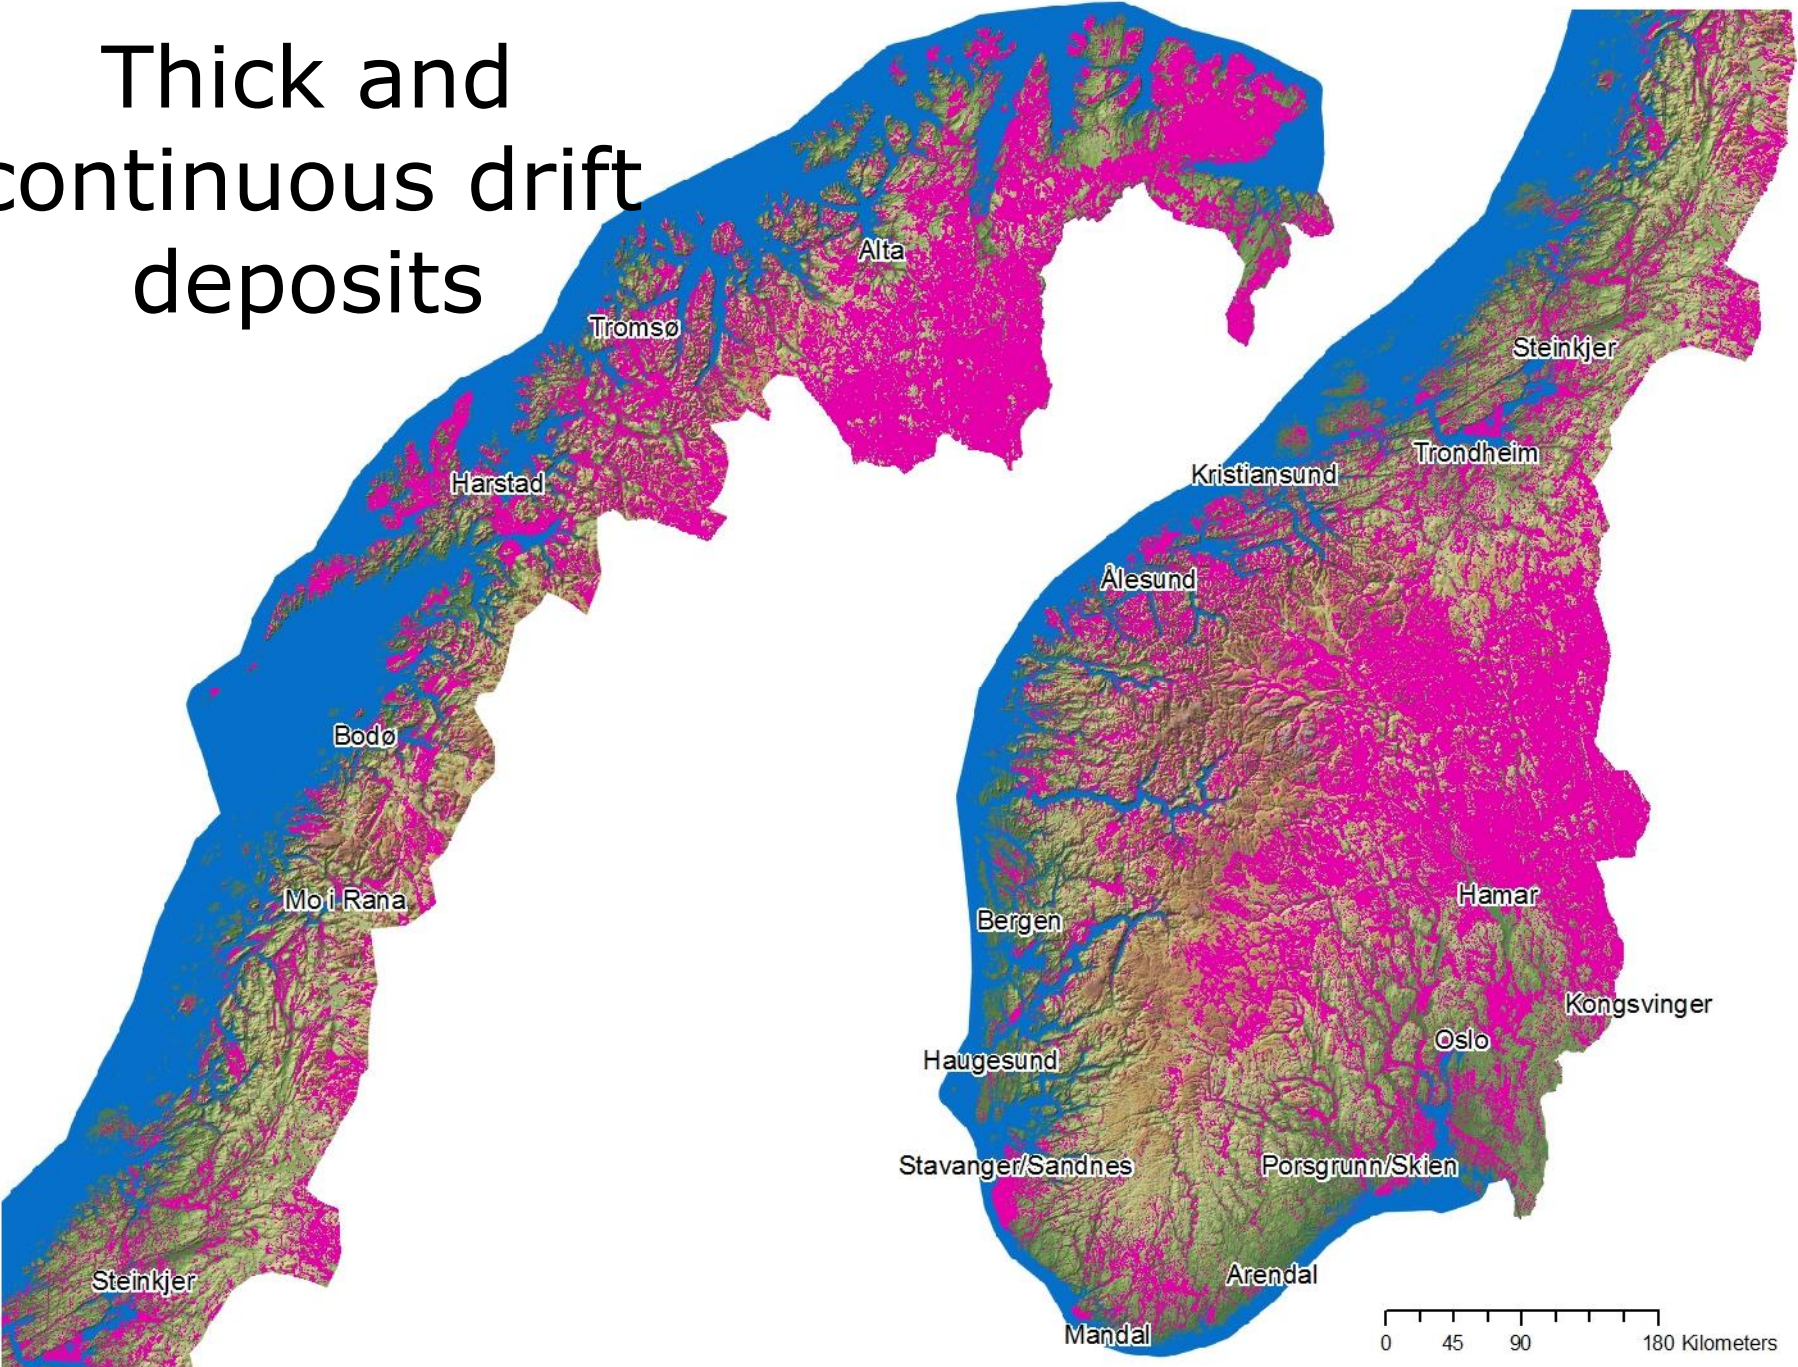 Thick and
continuous drift
deposits
Alta
Tromsø
Harstad
Bodø
Mo i Rana
Steinkjer
Steinkjer
Trondheim
Kristiansund
Ålesund
Hamar
Bergen
Kongsvinger
Oslo
Haugesund
Stavanger/Sandnes
Porsgrunn/Skien
Arendal
Mandal
0 45 90 180 Kilometers